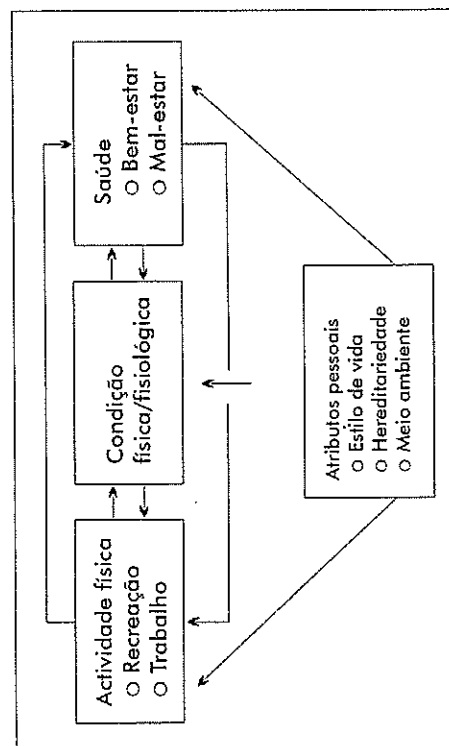 Actividade física
○ Recreação
○ Trabalho
Condição
física/fisiológica
Saúde
○ Bem-estar
○ Mal-estar
Atributos pessoais
○ Estilo de vida
○ Hereditariedade
○ Meio ambiente